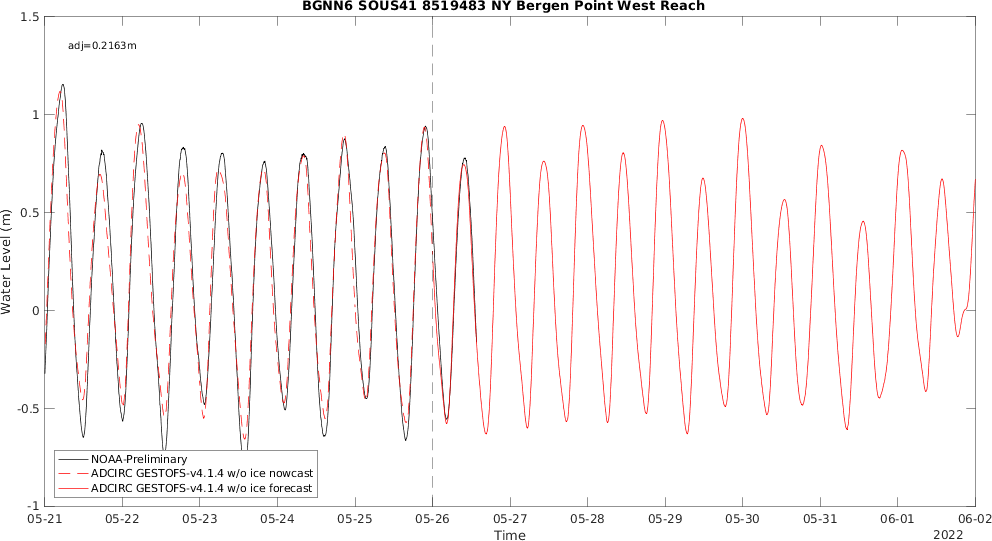 BGNN6 SOUS41 8519483 NY Bergen Point West Reach
adj=0.2163m
1.5
1
0.5
0
-0.5
-1
Water Level (m)
NOAA-Preliminary
ADCIRC GESTOFS-v4.1.4 w/o ice nowcast
ADCIRC GESTOFS-v4.1.4 w/o ice forecast
05-21 05-22 05-23 05-24 05-25 05-26 05-27 05-28 05-29 05-30 05-31 06-01 06-02
Time
2022